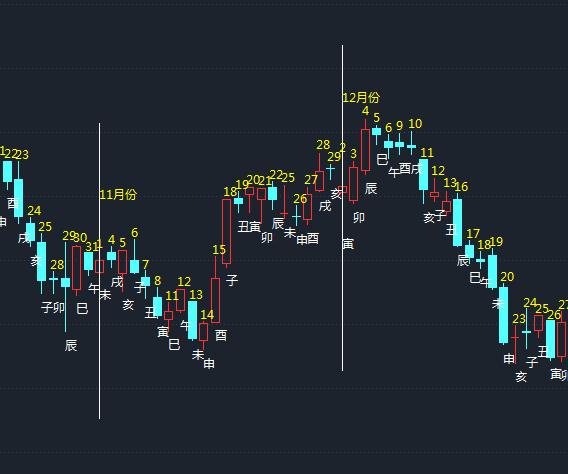 12月份
11月份
1 22 23 24 25 28 29 30 31 1 4 5 6 7 8 11 12 13 14 15 18 19 20 21 22 25 26 27 28 29 2 3 4 5 6 9 10 11 12 13 16 17 18 19 20 23 24 25 26 27
申 酉 戌 亥 子 卯 辰 巳 午 未 戌 亥 子 丑 寅 巳 午 未 申 酉 子 丑 寅 卯 辰 未 申 酉 戌 亥 寅 卯 辰 巳 午 酉 戌 亥 子 丑 辰 巳 午 未 申 亥 子 丑 寅 卯